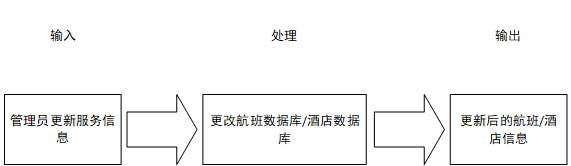 输入
处理
输出
管理员更新服务信
息
更改航班数据库/酒店数据
库
更新后的航班/酒
店信息